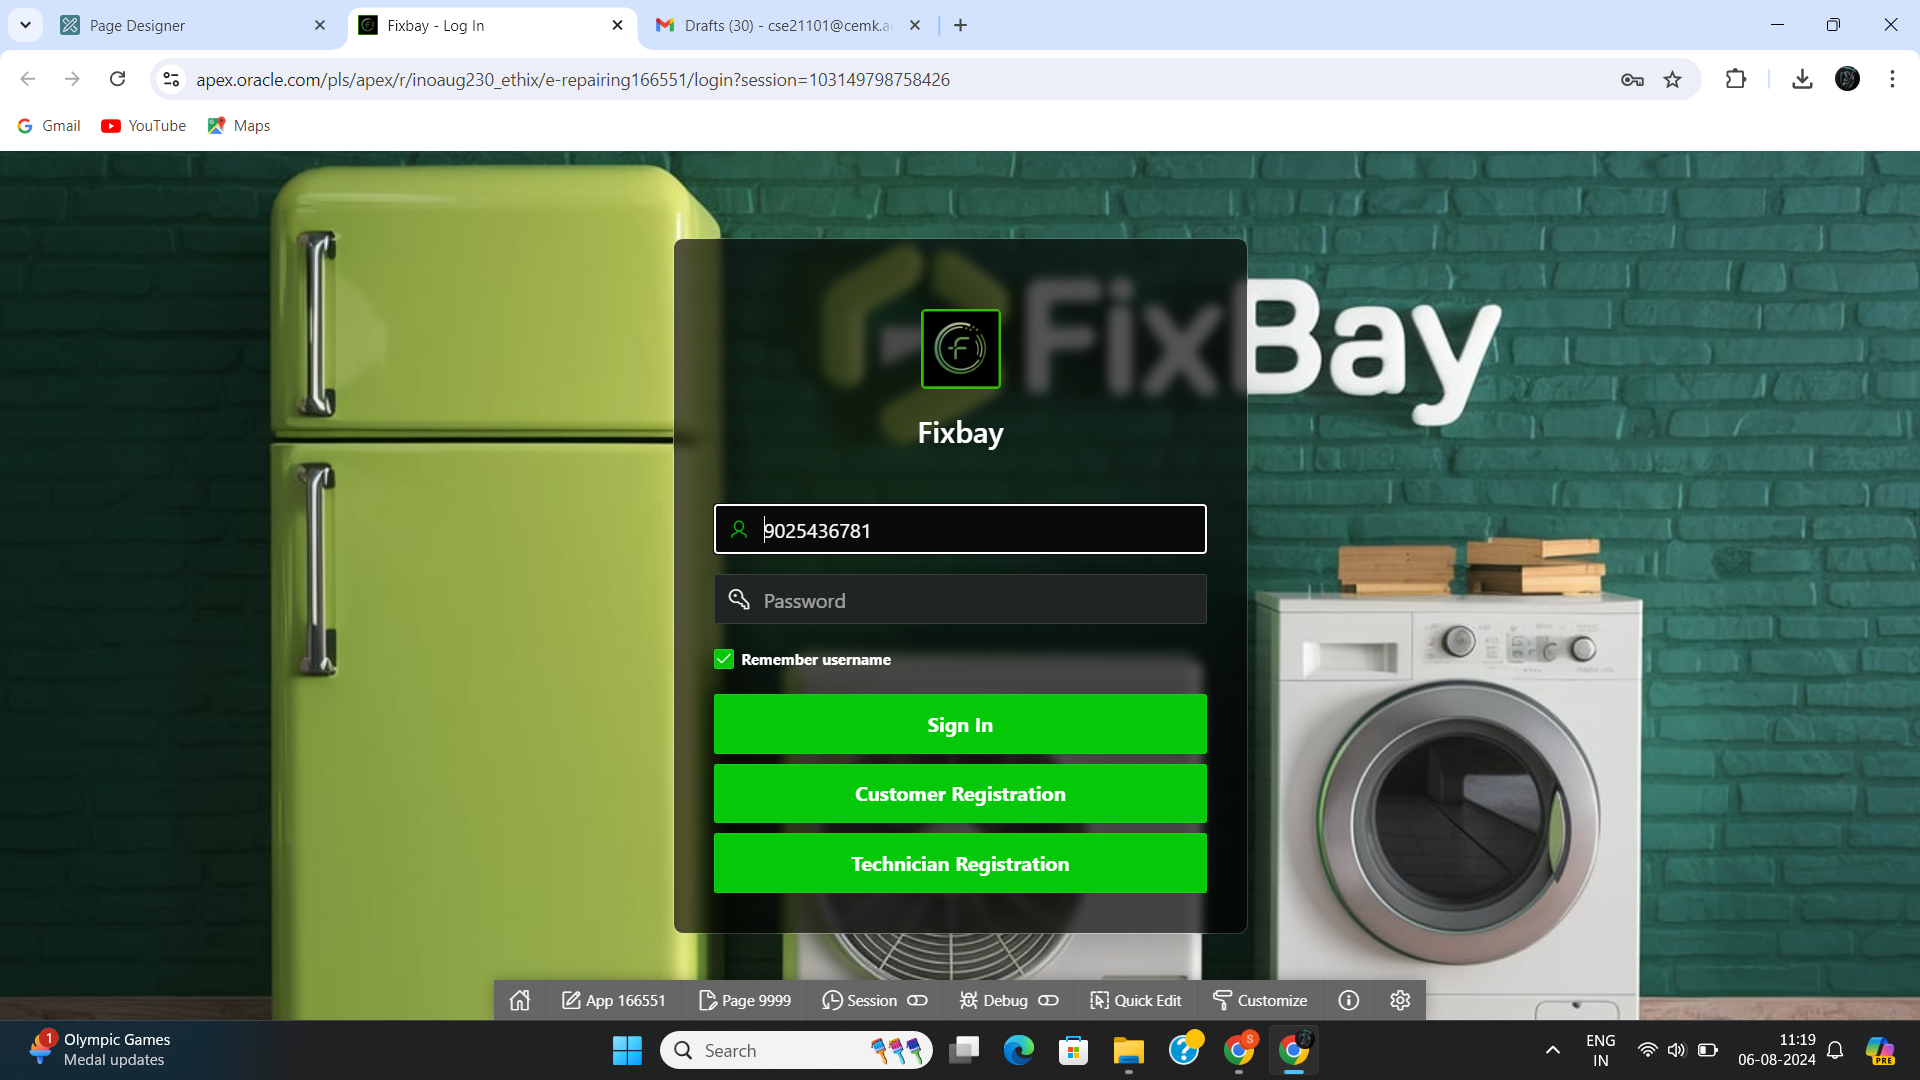 Page Designer
Fixbay - Log In
Drafts (30) - cse21101@cemk.a
apex.oracle.com/pls/apex/r/inoaug230_ethix/e-repairing166551/login?session=103149798758426
Gmail
YouTube
Maps
FixBay
F
Fixbay
9025436781
Password
Remember username
Sign In
Customer Registration
Technician Registration
App 166551
Page 9999
Session
Debug
Quick Edit
Customize
1
Olympic Games
Medal updates
Search
S
ENG
IN
11:19
06-08-2024
PRE